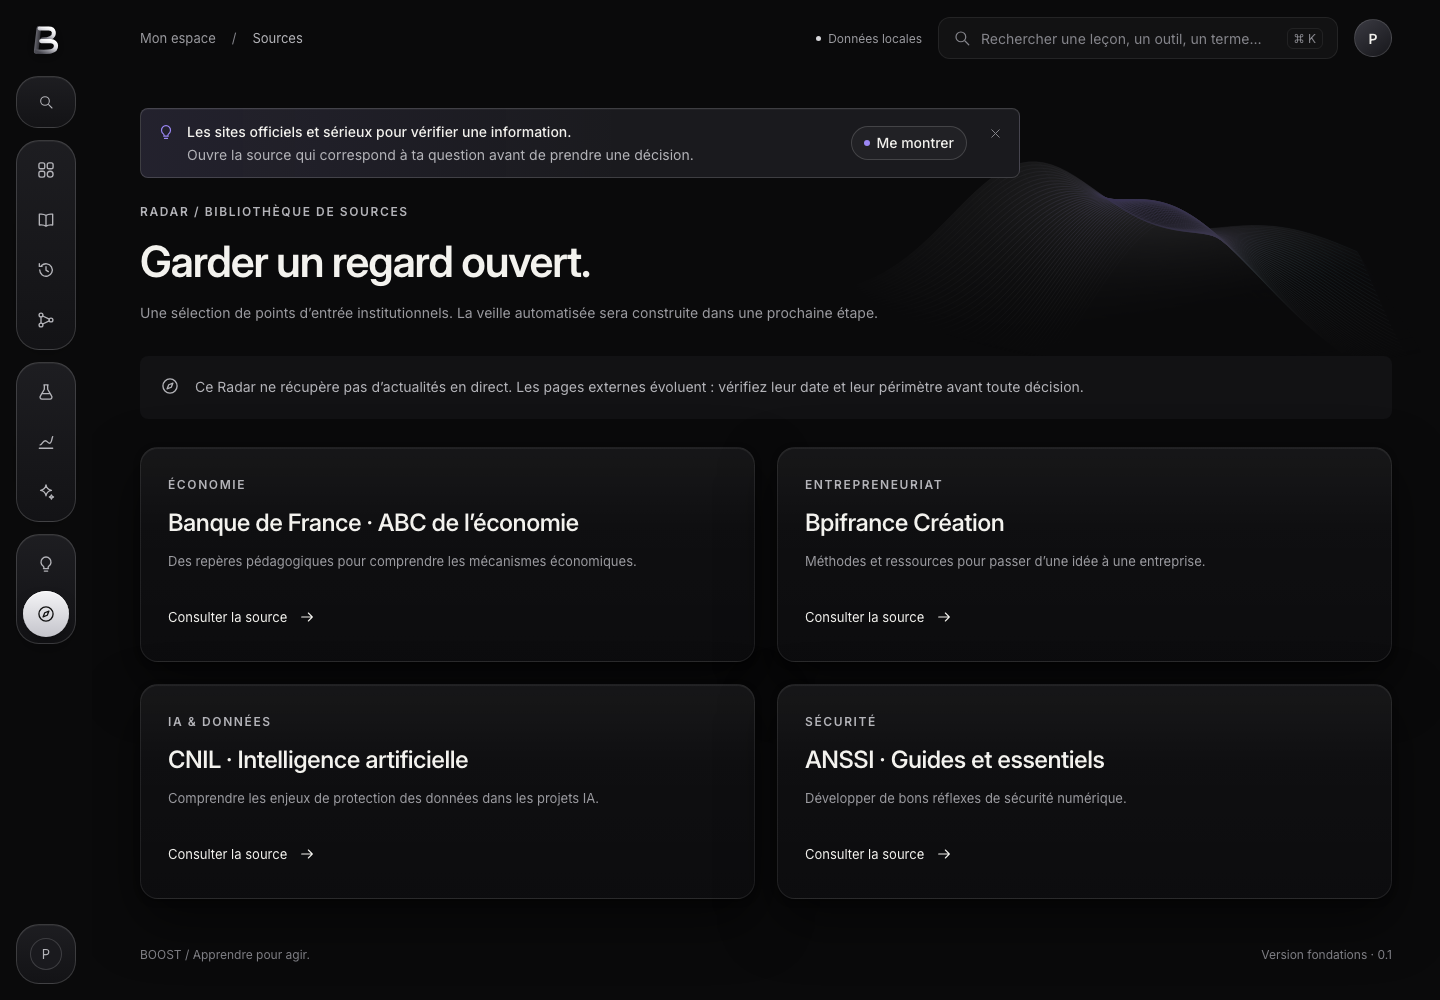 B
Mon espace / Sources
Données locales
Rechercher une leçon, un outil, un terme...
⌘ K
P
Les sites officiels et sérieux pour vérifier une information.
Ouvre la source qui correspond à ta question avant de prendre une décision.
Me montrer
RADAR / BIBLIOTHÈQUE DE SOURCES
Garder un regard ouvert.
Une sélection de points d’entrée institutionnels. La veille automatisée sera construite dans une prochaine étape.
Ce Radar ne récupère pas d’actualités en direct. Les pages externes évoluent : vérifiez leur date et leur périmètre avant toute décision.
ÉCONOMIE
Banque de France · ABC de l’économie
Des repères pédagogiques pour comprendre les mécanismes économiques.
Consulter la source →
ENTREPRENEURIAT
Bpifrance Création
Méthodes et ressources pour passer d’une idée à une entreprise.
Consulter la source →
IA & DONNÉES
CNIL · Intelligence artificielle
Comprendre les enjeux de protection des données dans les projets IA.
Consulter la source →
SÉCURITÉ
ANSSI · Guides et essentiels
Développer de bons réflexes de sécurité numérique.
Consulter la source →
P
BOOST / Apprendre pour agir.
Version fondations · 0.1